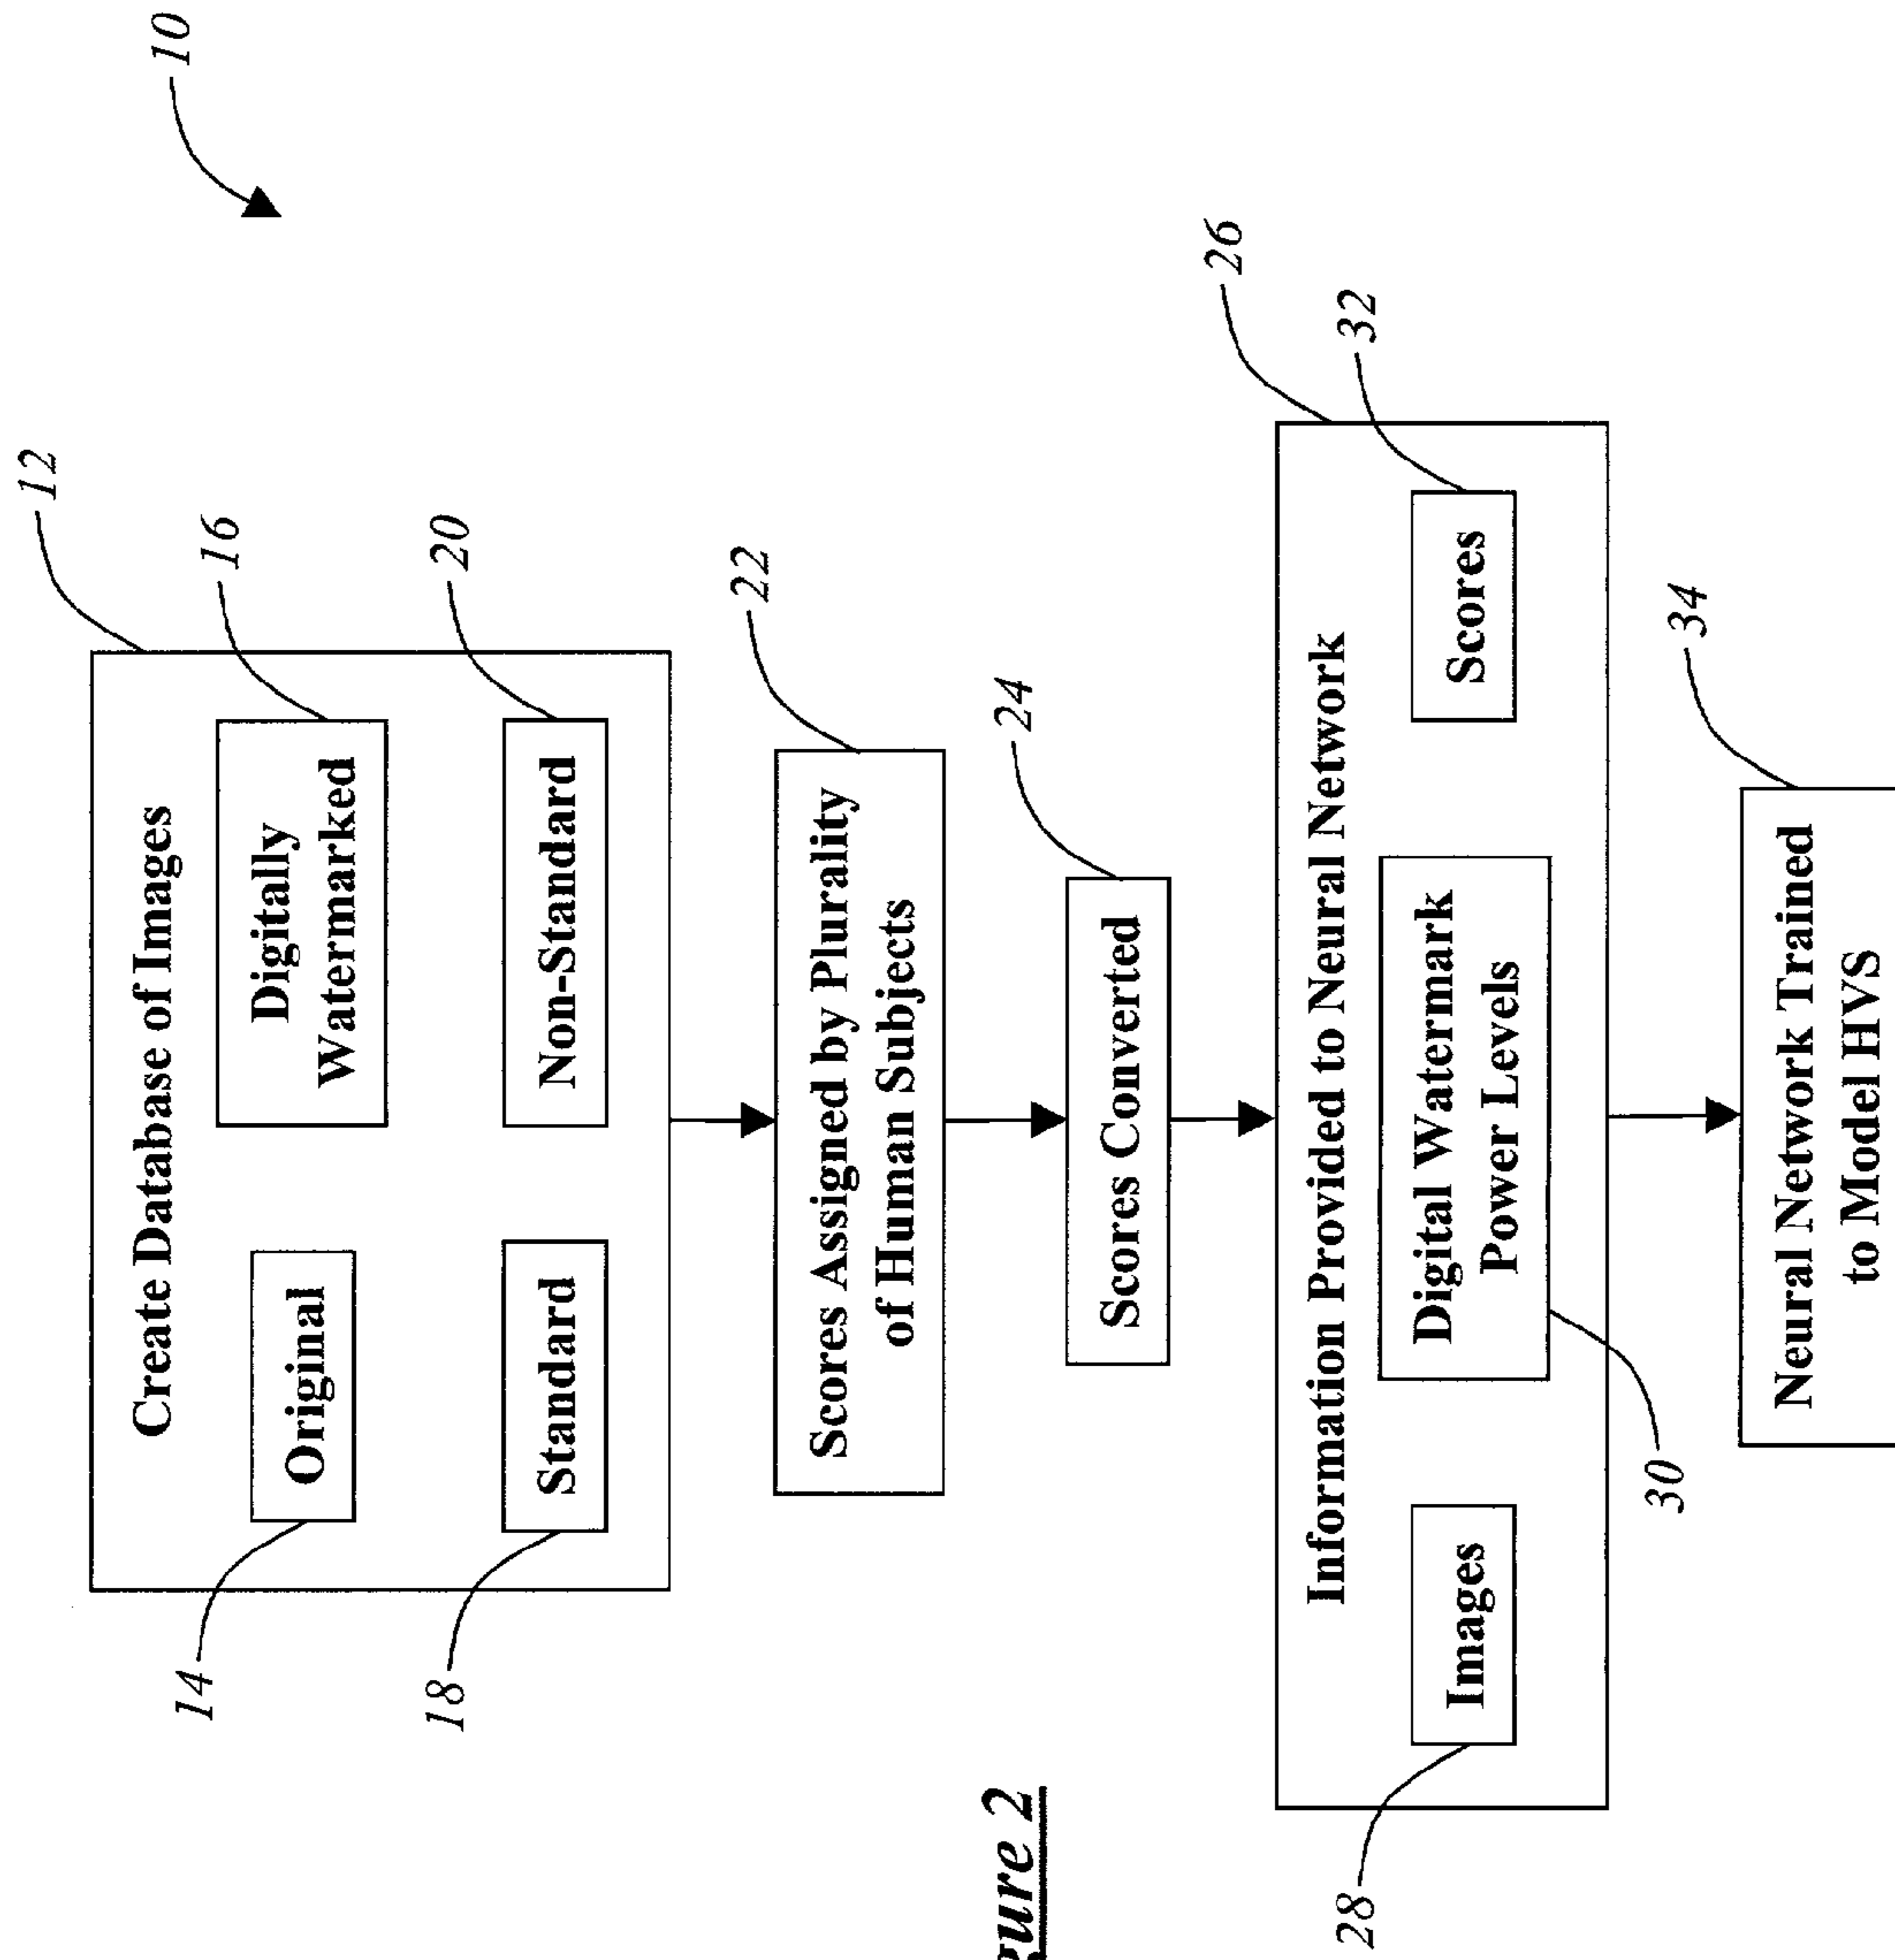 10
12
Create Database of Images
14
Original
Digitally
Watermarked
16
18
Standard
Non-Standard
20
Scores Assigned by Plurality
of Human Subjects
22
Scores Converted
24
26
Information Provided to Neural Network
28
Images
Digital Watermark
Power Levels
30
Scores
32
Neural Network Trained
to Model HVS
34
gure 2